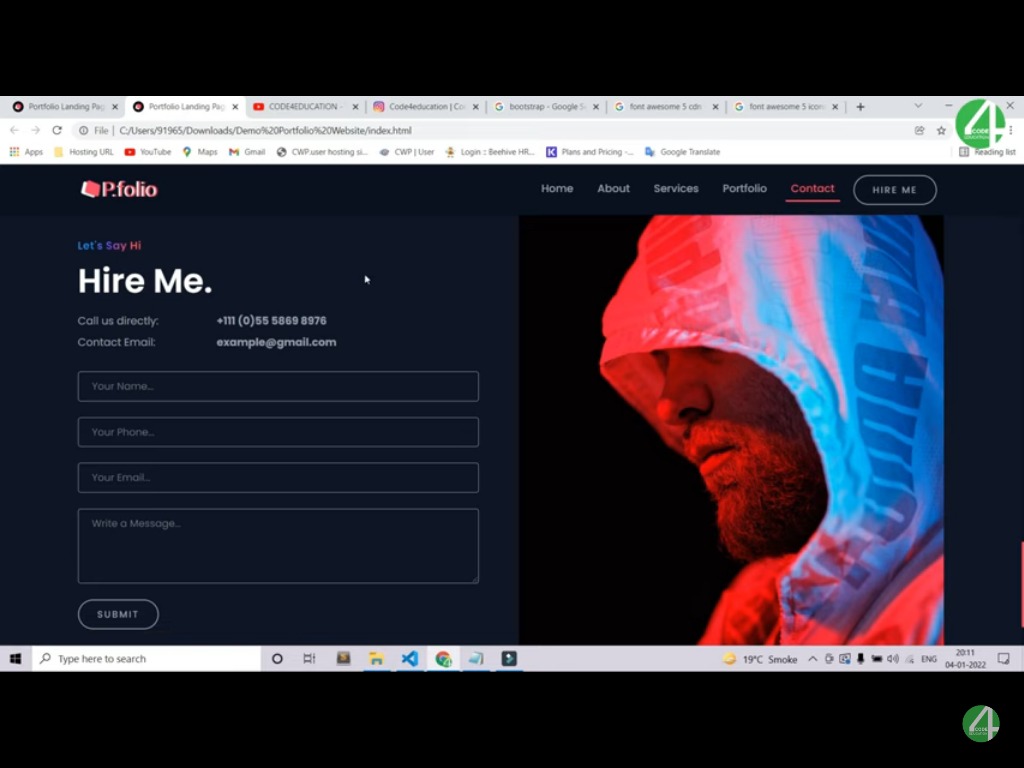 Portfolio Landing Pag
Portfolio Landing Pag
CODE4EDUCATION -
Code4education | Co
bootstrap - Google S
font awesome 5 cdn
font awesome 5 icon
File | C:/Users/91965/Downloads/Demo%20Portfolio%20Website/index.html
Apps
Hosting URL
YouTube
Maps
Gmail
CWP.user hosting si...
CWP | User
Login :: Beehive HR...
Plans and Pricing -...
Google Translate
Reading list
4
CODE
EDUCATION
P.folio
Home
About
Services
Portfolio
Contact
HIRE ME
Let's Say Hi
Hire Me.
Call us directly: +111 (0)55 5869 8976
Contact Email: example@gmail.com
Your Name...
Your Phone...
Your Email...
Write a Message...
SUBMIT
Type here to search
19°C Smoke
ENG
20:11
04-01-2022
4
CODE